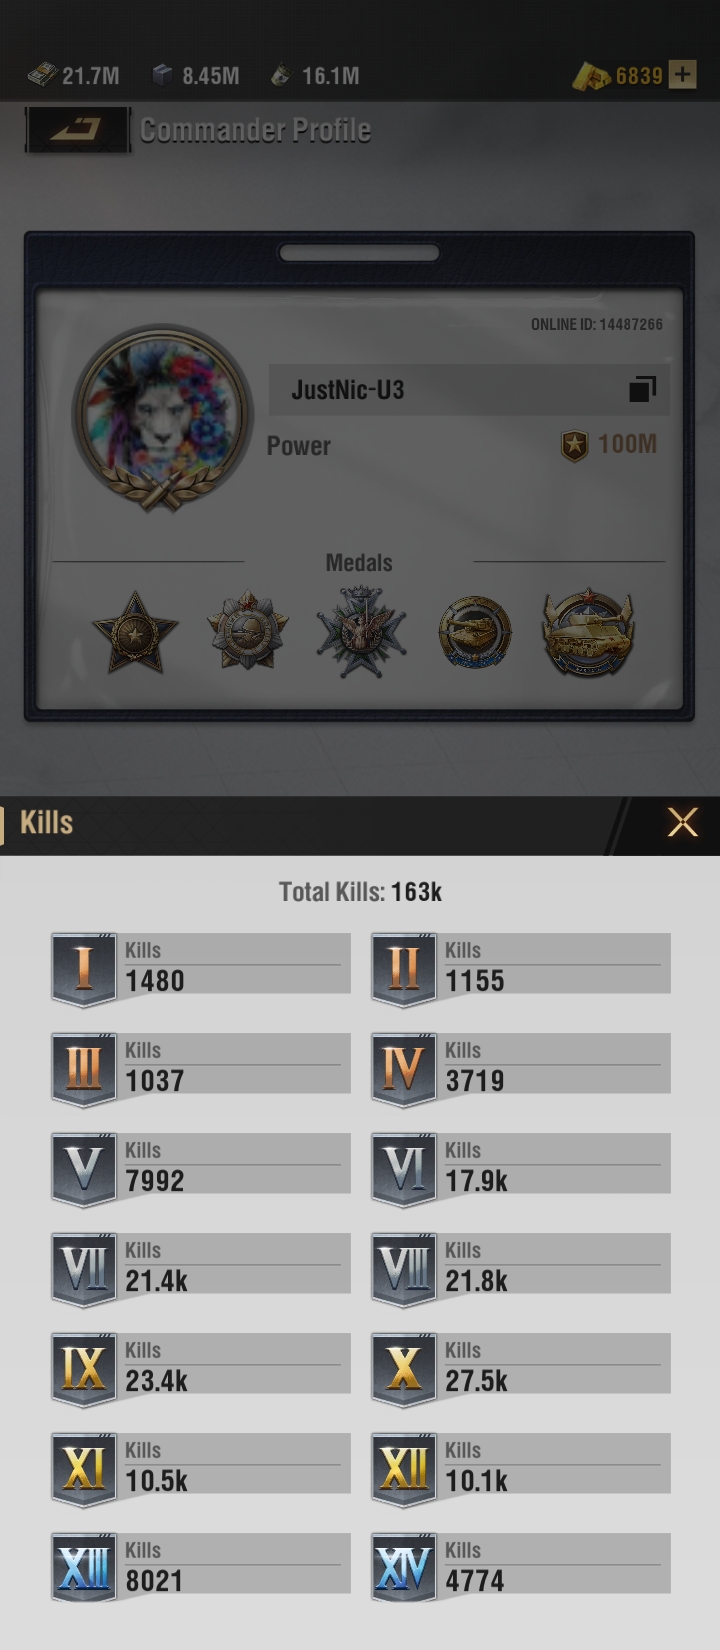 21.7M 8.45M 16.1M 6839
Commander Profile
ONLINE ID: 14487266
JustNic-U3
Power 100M
Medals
Kills
Total Kills: 163k
I Kills II Kills
1480 1155
III Kills IV Kills
1037 3719
V Kills VI Kills
7992 17.9k
VII Kills VIII Kills
21.4k 21.8k
IX Kills X Kills
23.4k 27.5k
XI Kills XII Kills
10.5k 10.1k
XIII Kills XIV Kills
8021 4774